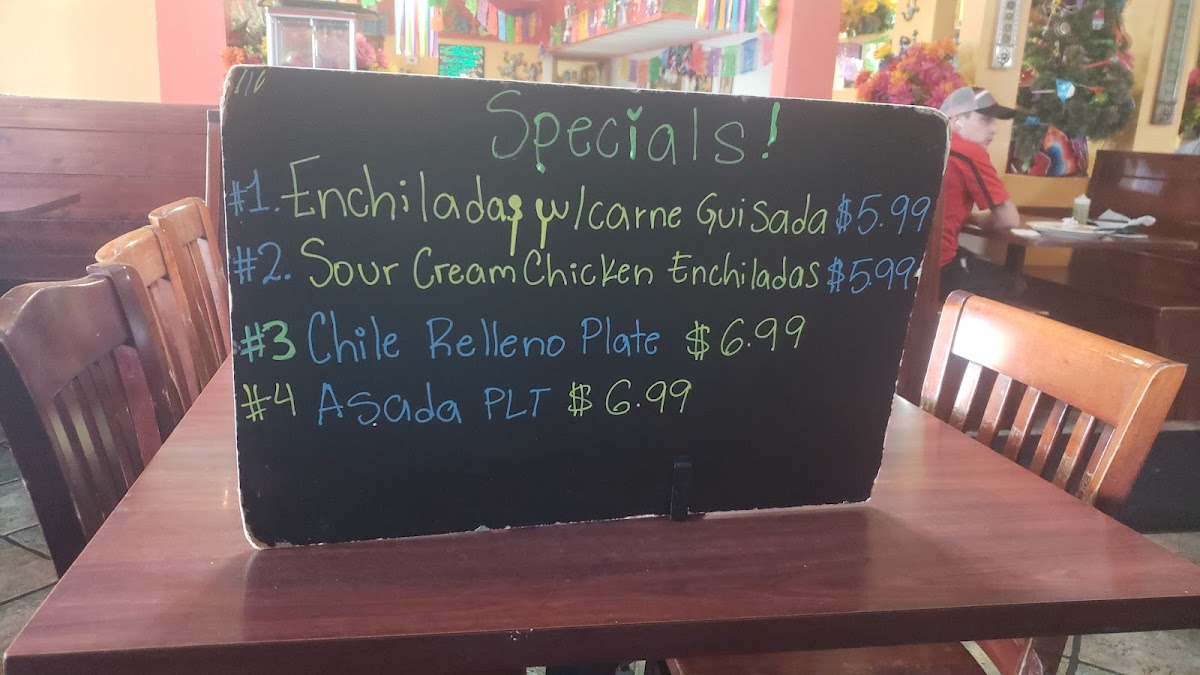 Specials!
#1. Enchiladas w/carne Guisada $5.99
#2. Sour Cream Chicken Enchiladas $5.99
#3 Chile Relleno Plate $6.99
#4 Asada PLT $6.99